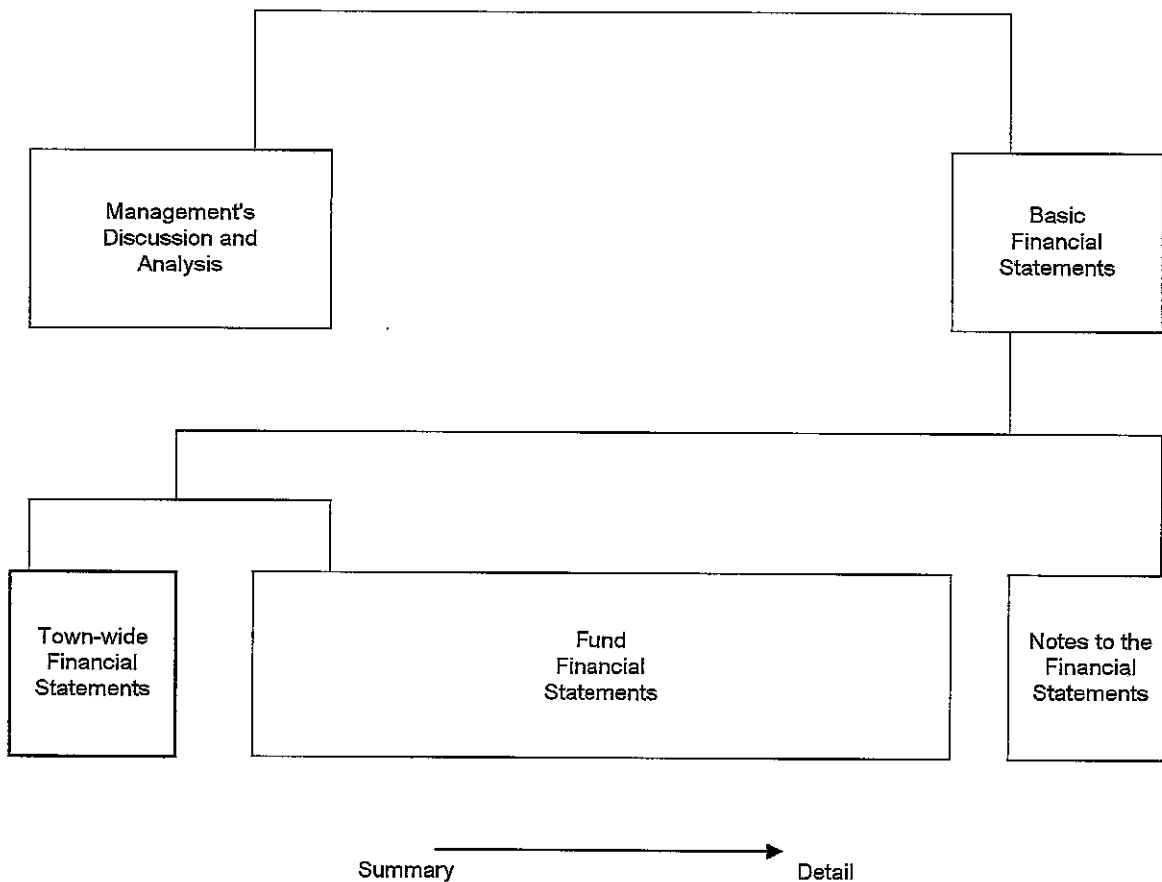 Management's
Discussion and
Analysis
Basic
Financial
Statements
Town-wide
Financial
Statements
Fund
Financial
Statements
Notes to the
Financial
Statements
Summary
Detail